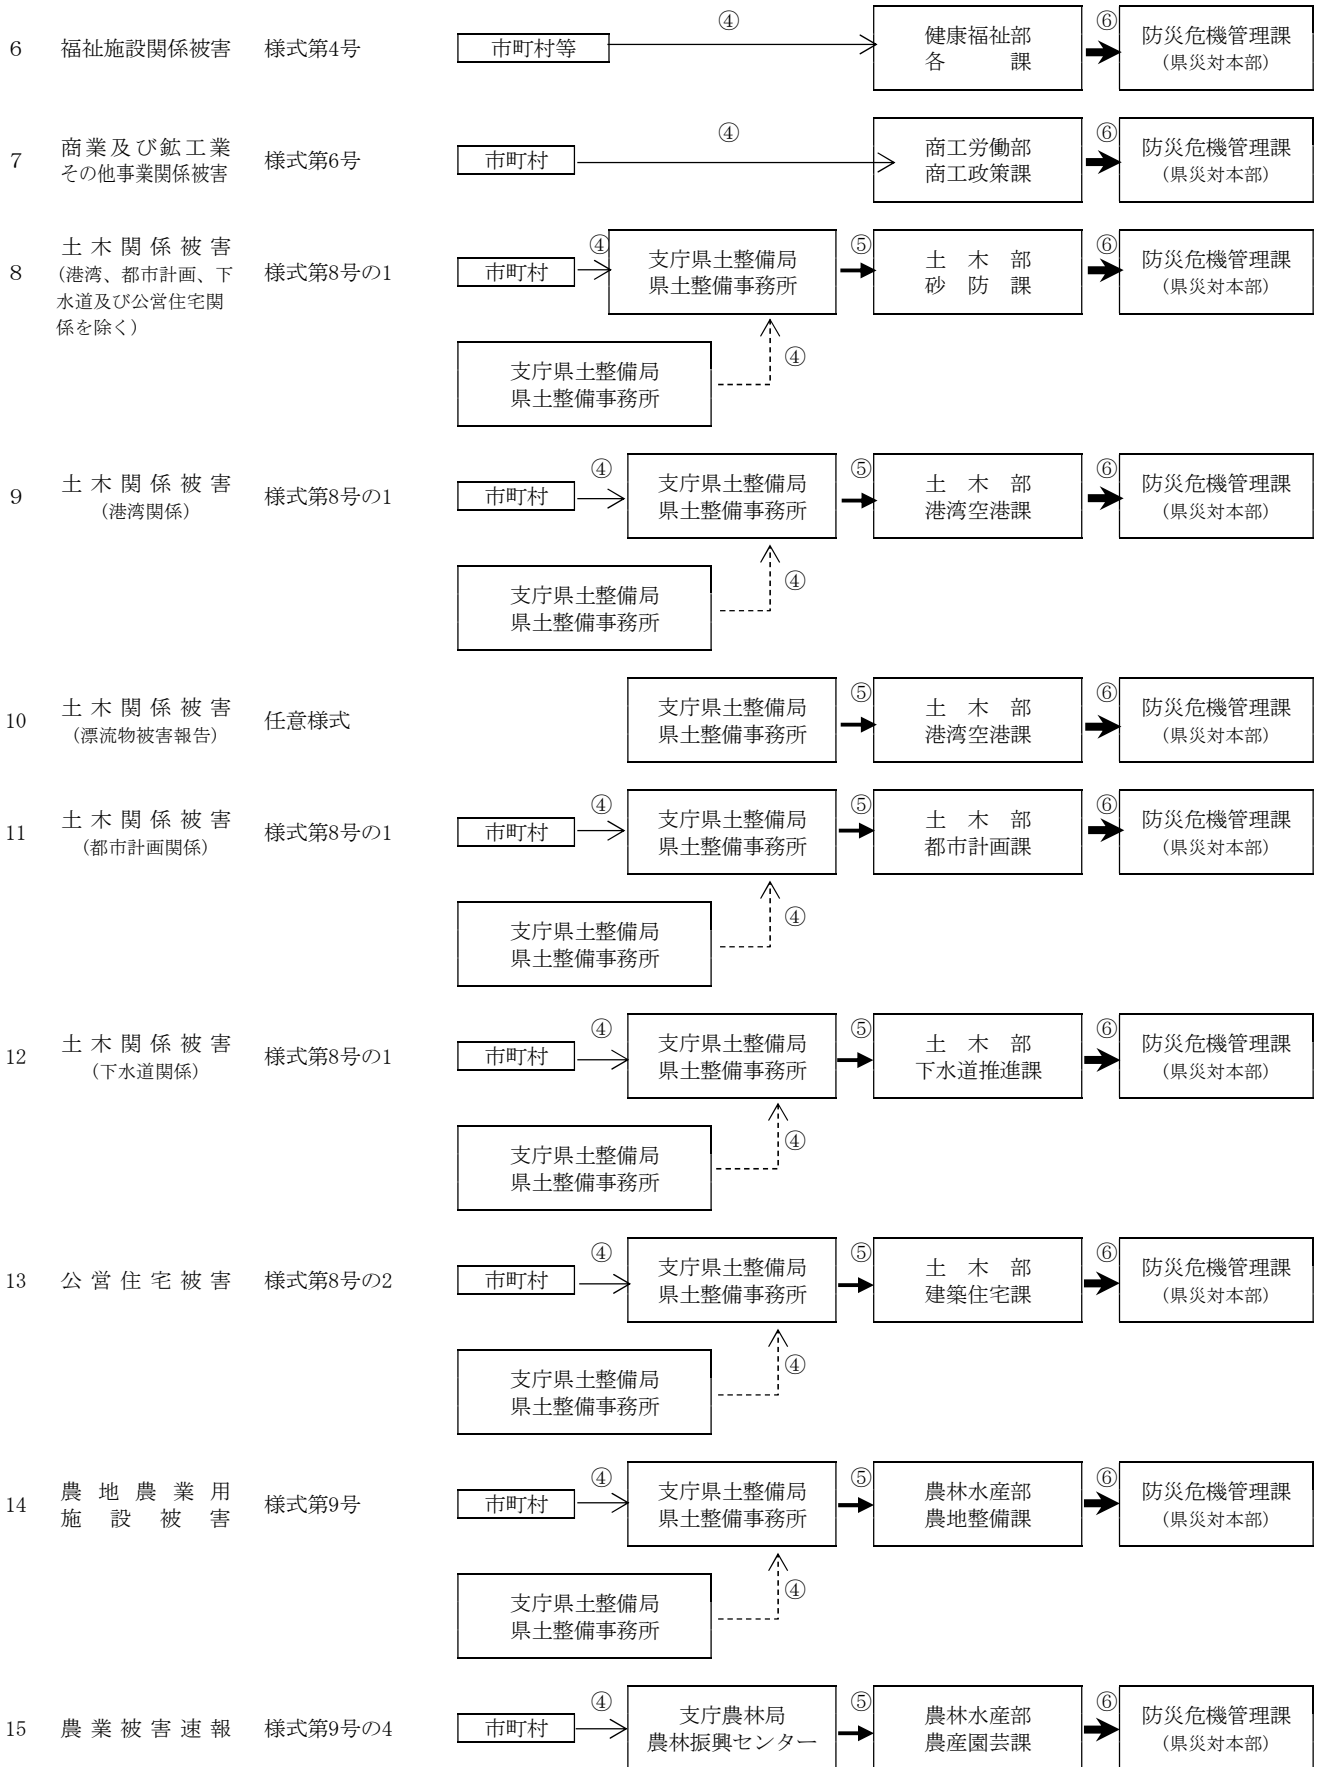 ④ ⑥
6 福祉施設関係被害 様式第4号 市町村等 健康福祉部 防災危機管理課
各 課 (県災対本部)
④ ⑥
7 商業及び鉱工業 様式第6号 市町村 商工労働部 防災危機管理課
その他事業関係被害 商工政策課 (県災対本部)
④ ⑤ ⑥
土木関係被害 支庁県土整備局 土木部 防災危機管理課
8 (港湾、都市計画、下 様式第8号の1 市町村 県土整備事務所 砂防課 (県災対本部)
水道及び公営住宅関
係を除く)
④
支庁県土整備局
県土整備事務所
④ ⑤ ⑥
9 土木関係被害 様式第8号の1 市町村 支庁県土整備局 土木部 防災危機管理課
(港湾関係) 県土整備事務所 港湾空港課 (県災対本部)
④
支庁県土整備局
県土整備事務所
⑤ ⑥
10 土木関係被害 任意様式 支庁県土整備局 土木部 防災危機管理課
(漂流物被害報告) 県土整備事務所 港湾空港課 (県災対本部)
④ ⑤ ⑥
11 土木関係被害 様式第8号の1 市町村 支庁県土整備局 土木部 防災危機管理課
(都市計画関係) 県土整備事務所 都市計画課 (県災対本部)
④
支庁県土整備局
県土整備事務所
④ ⑤ ⑥
12 土木関係被害 様式第8号の1 市町村 支庁県土整備局 土木部 防災危機管理課
(下水道関係) 県土整備事務所 下水道推進課 (県災対本部)
④
支庁県土整備局
県土整備事務所
④ ⑤ ⑥
13 公営住宅被害 様式第8号の2 市町村 支庁県土整備局 土木部 防災危機管理課
県土整備事務所 建築住宅課 (県災対本部)
④
支庁県土整備局
県土整備事務所
④ ⑤ ⑥
14 農地農業用 様式第9号 市町村 支庁県土整備局 農林水産部 防災危機管理課
施設被害 県土整備事務所 農地整備課 (県災対本部)
④
支庁県土整備局
県土整備事務所
④ ⑤ ⑥
15 農業被害速報 様式第9号の4 市町村 支庁農林局 農林水産部 防災危機管理課
農林振興センター 農産園芸課 (県災対本部)